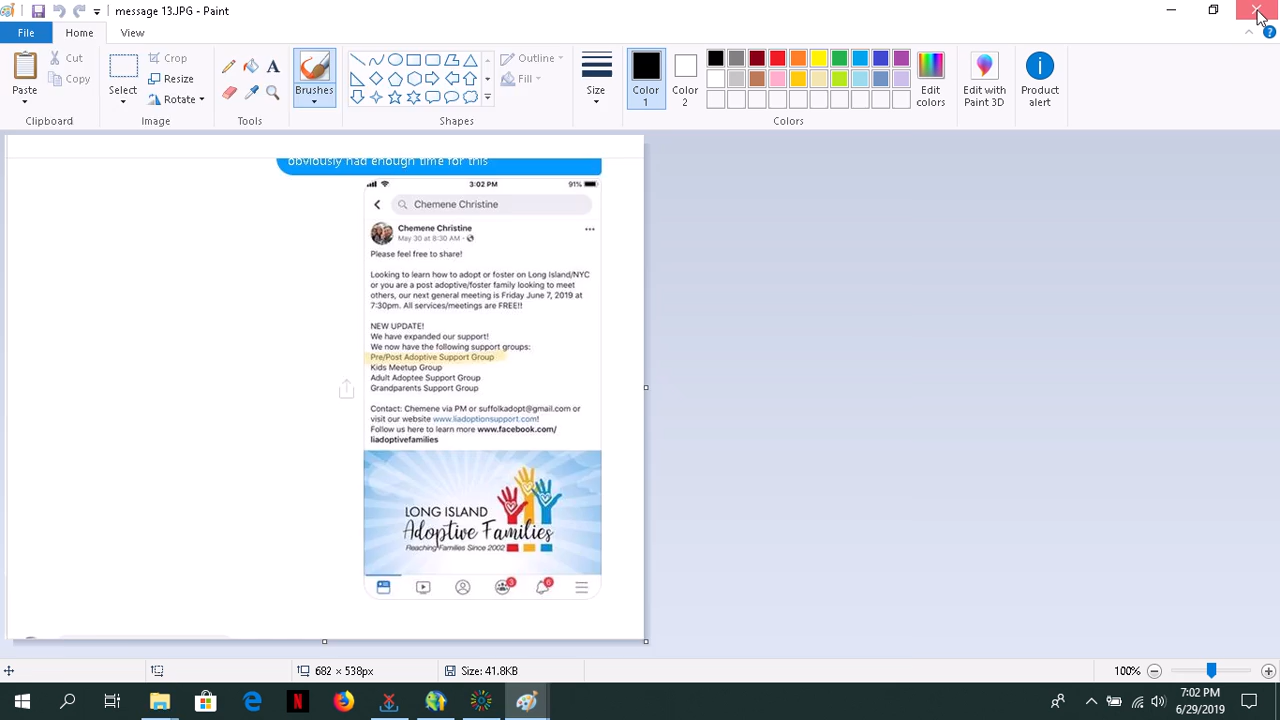 message 13.JPG - Paint
File
Home
View
Paste
Cut
Copy
Clipboard
Select
Crop
Resize
Rotate
Image
Tools
Brushes
Outline
Fill
Shapes
Size
Color 1
Color 2
Edit colors
Colors
Edit with Paint 3D
Product alert
obviously had enough time for this
3:02 PM
91%
Chemene Christine
Chemene Christine
May 30 at 8:30 AM
Please feel free to share!
Looking to learn how to adopt or foster on Long Island/NYC
or you are a post adoptive/foster family looking to meet
others, our next general meeting is Friday June 7, 2019 at
7:30pm. All services/meetings are FREE!!
NEW UPDATE!
We have expanded our support!
We now have the following support groups:
Pre/Post Adoptive Support Group
Kids Meetup Group
Adult Adoptee Support Group
Grandparents Support Group
Contact: Chemene via PM or suffolkadopt@gmail.com or
visit our website www.liadoptionsupport.com!
Follow us here to learn more www.facebook.com/
liadoptivefamilies
LONG ISLAND
Adoptive Families
Reaching Families Since 2002
3
6
682 × 538px
Size: 41.8KB
100%
7:02 PM
6/29/2019